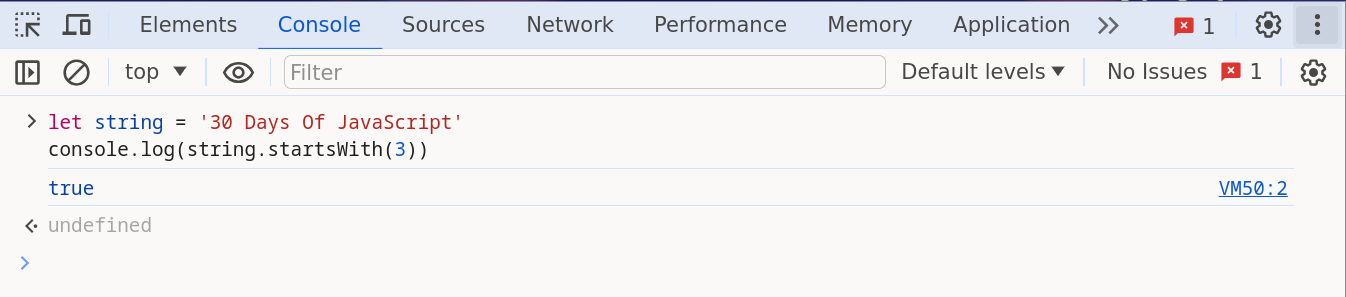 Elements Console Sources Network Performance Memory Application 1
top Filter Default levels No Issues 1
let string = '30 Days Of JavaScript'
console.log(string.startsWith(3))
true VM50:2
undefined